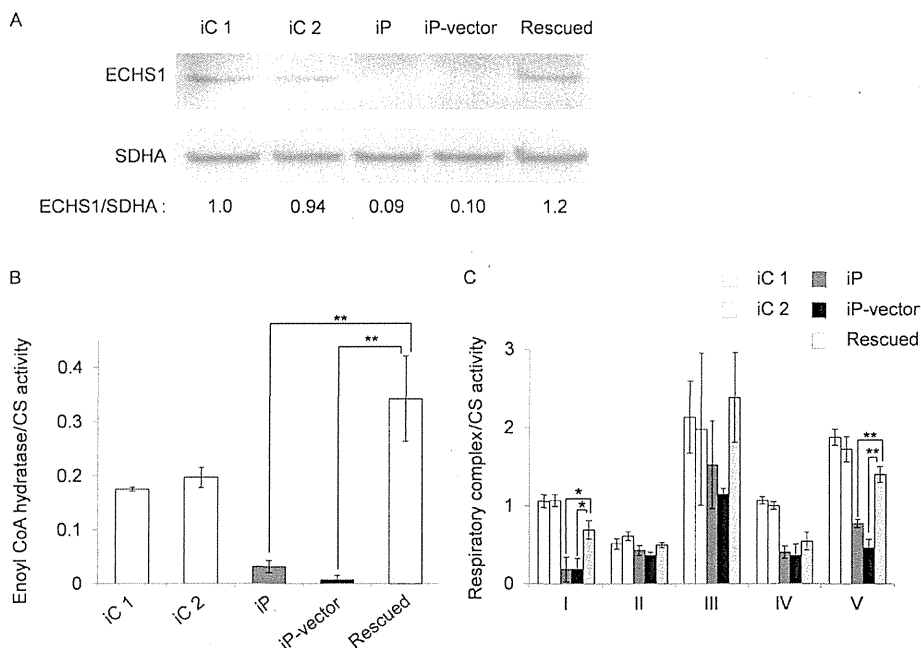 A
iC 1 iC 2 iP iP-vector Rescued
ECHS1
SDHA
ECHS1/SDHA : 1.0 0.94 0.09 0.10 1.2
B
Enoyl CoA hydratase/CS activity
0.4
0.3
0.2
0.1
0
**
**
iC 1 iC 2 iP iP-vector Rescued
C
iC 1 iP
iC 2 iP-vector
Rescued
Respiratory complex/CS activity
3
2
1
0
*
*
**
**
I II III IV V